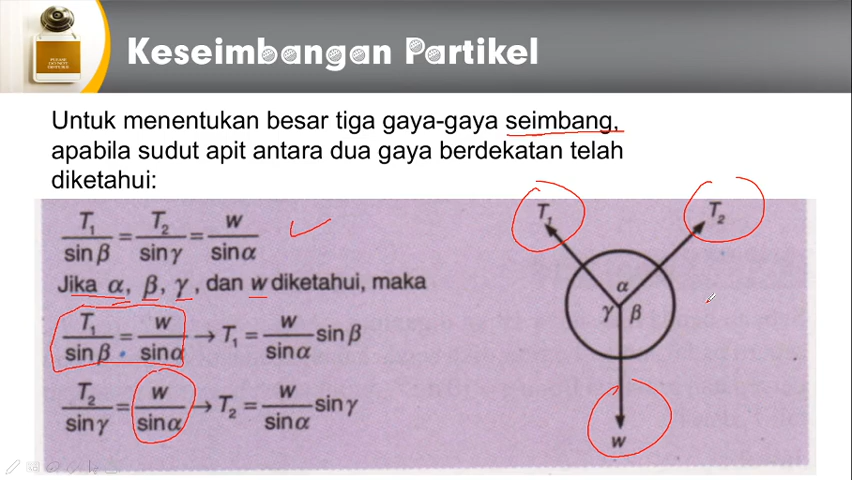 Keseimbangan Partikel
Untuk menentukan besar tiga gaya-gaya seimbang,
apabila sudut apit antara dua gaya berdekatan telah
diketahui:
T₁/sin β = T₂/sin γ = w/sin α
Jika α, β, γ, dan w diketahui, maka
T₁/sin β = w/sin α → T₁ = w/sin α sin β
T₂/sin γ = w/sin α → T₂ = w/sin α sin γ
T₁
T₂
α
γ β
w